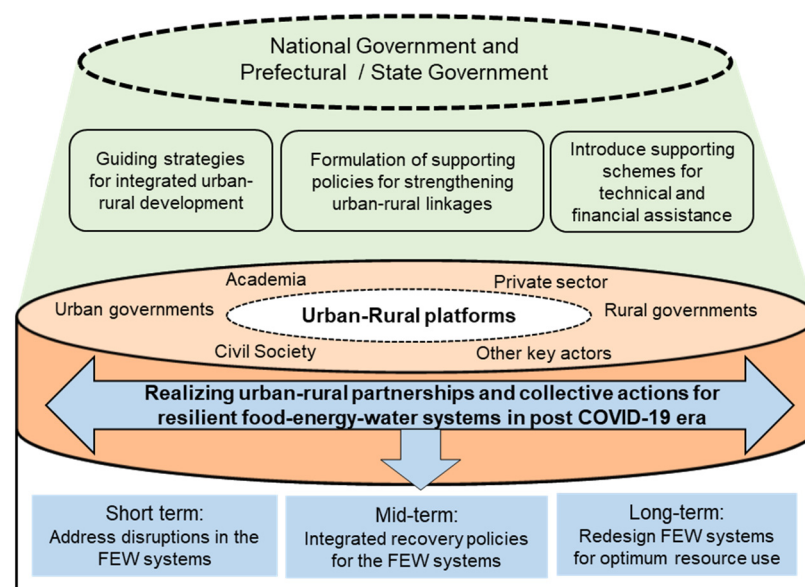 National Government and
Prefectural / State Government
Guiding strategies
for integrated urban-
rural development
Formulation of supporting
policies for strengthening
urban-rural linkages
Introduce supporting
schemes for
technical and
financial assistance
Academia
Private sector
Urban governments
Urban-Rural platforms
Rural governments
Civil Society
Other key actors
Realizing urban-rural partnerships and collective actions for
resilient food-energy-water systems in post COVID-19 era
Short term:
Address disruptions in the
FEW systems
Mid-term:
Integrated recovery policies
for the FEW systems
Long-term:
Redesign FEW systems
for optimum resource use